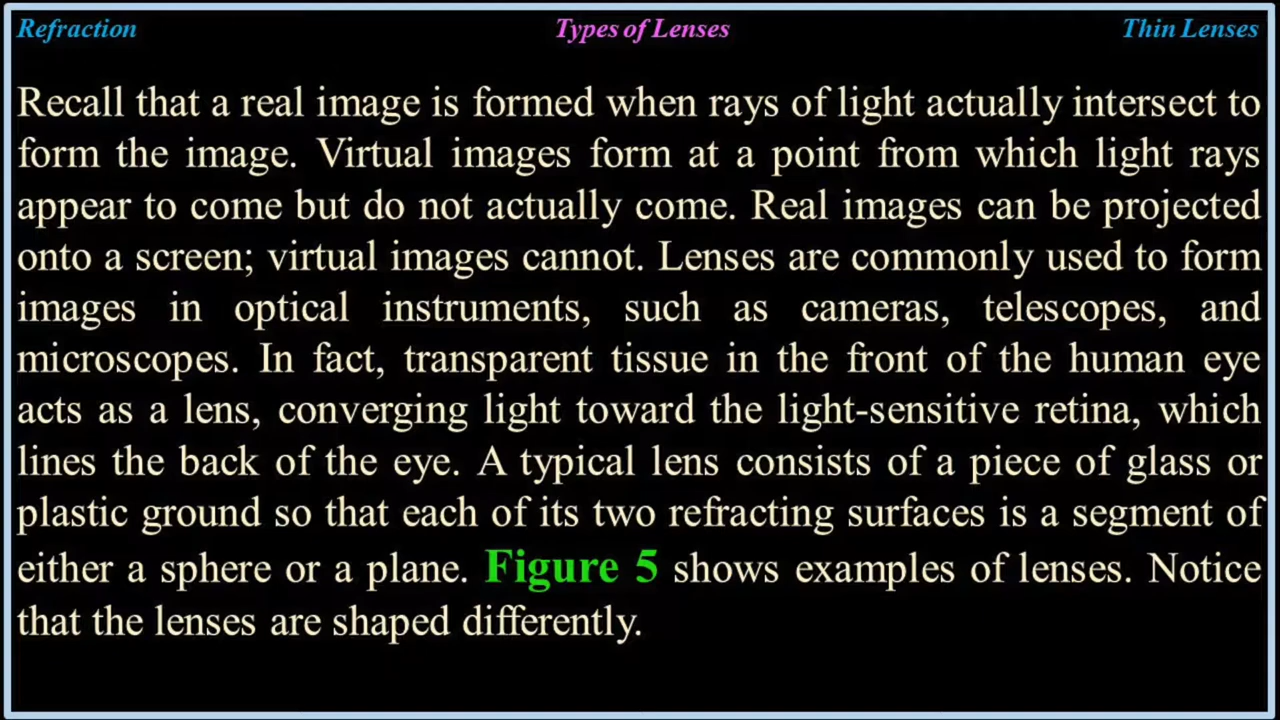 Refraction Types of Lenses Thin Lenses
Recall that a real image is formed when rays of light actually intersect to
form the image. Virtual images form at a point from which light rays
appear to come but do not actually come. Real images can be projected
onto a screen; virtual images cannot. Lenses are commonly used to form
images in optical instruments, such as cameras, telescopes, and
microscopes. In fact, transparent tissue in the front of the human eye
acts as a lens, converging light toward the light-sensitive retina, which
lines the back of the eye. A typical lens consists of a piece of glass or
plastic ground so that each of its two refracting surfaces is a segment of
either a sphere or a plane. Figure 5 shows examples of lenses. Notice
that the lenses are shaped differently.